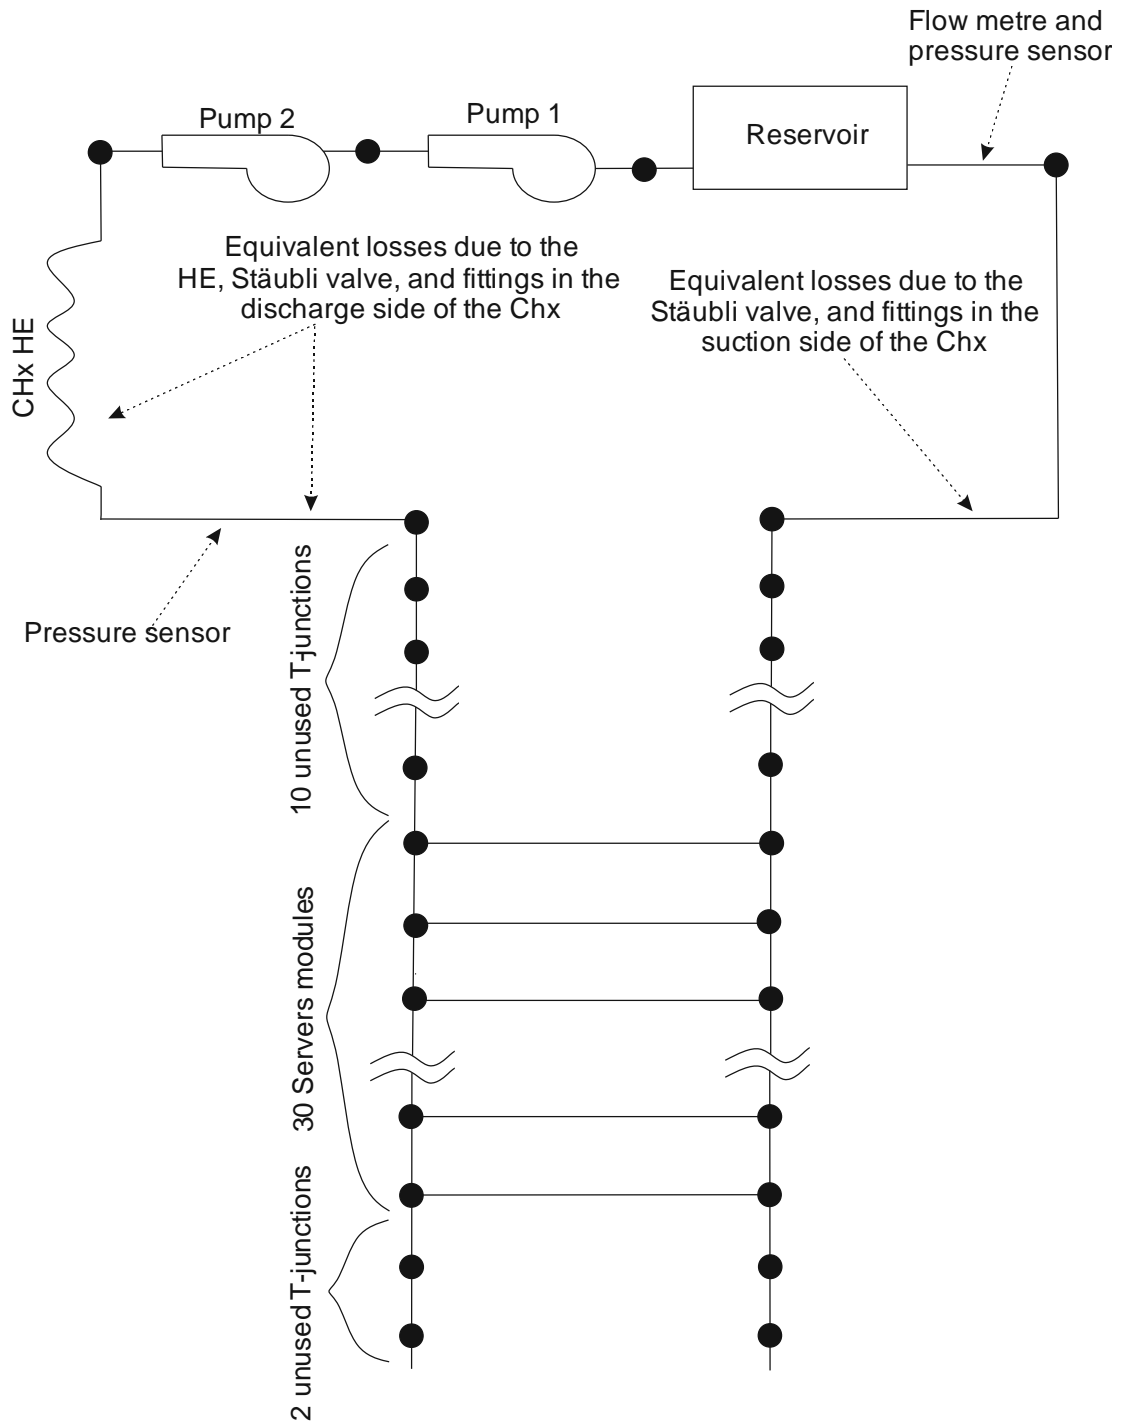 Flow metre and
pressure sensor
Pump 2
Pump 1
Reservoir
Equivalent losses due to the
HE, Stäubli valve, and fittings in the
discharge side of the Chx
Equivalent losses due to the
Stäubli valve, and fittings in the
suction side of the Chx
CHx HE
Pressure sensor
10 unused T-junctions
30 Servers modules
2 unused T-junctions